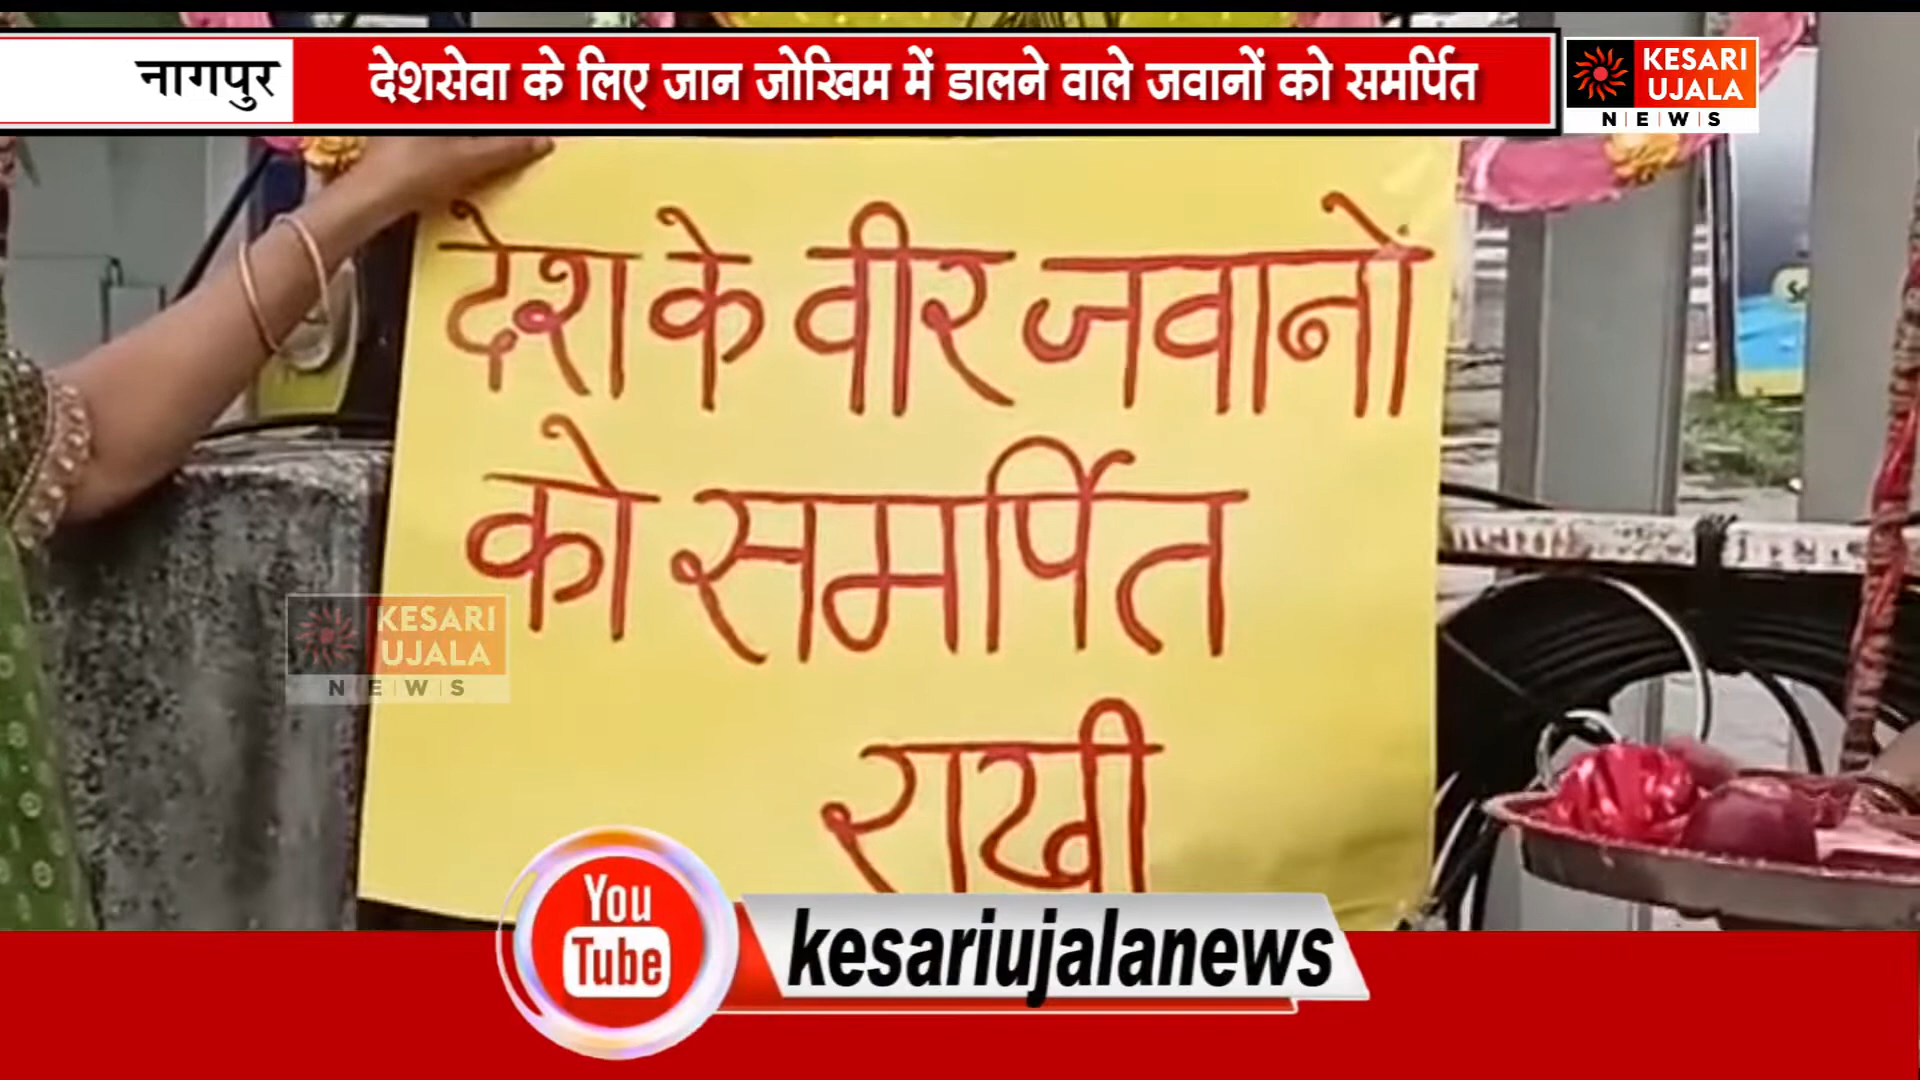 नागपुर
देशसेवा के लिए जान जोखिम में डालने वाले जवानों को समर्पित
KESARI
UJALA
NEWS
देश के वीर जवानों
को समर्पित
KESARI
UJALA
NEWS
राखी
You
Tube
kesariujalanews